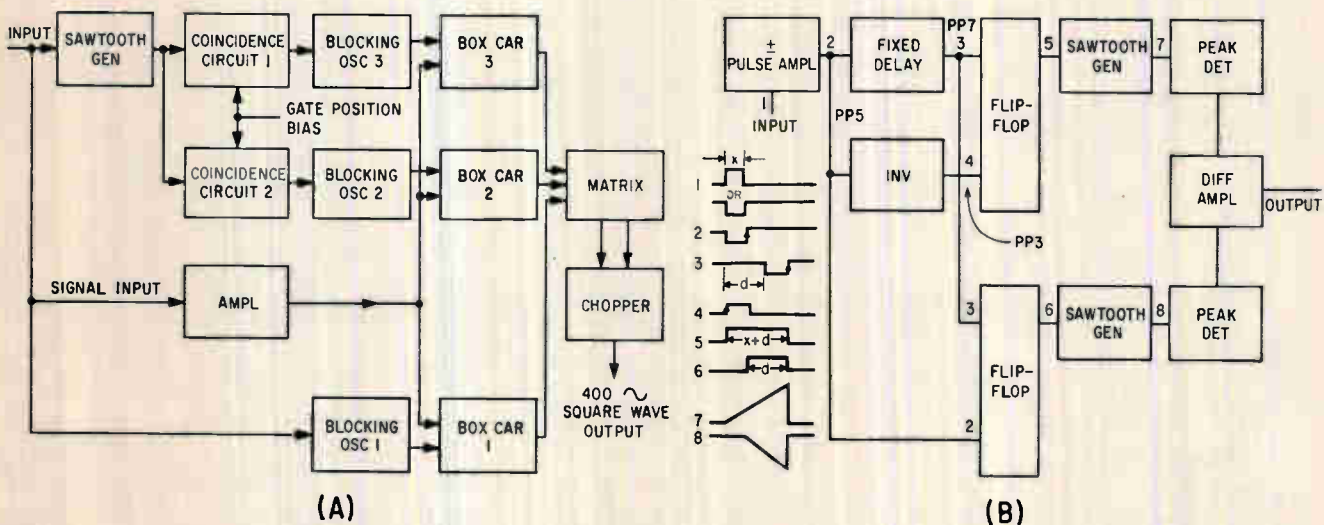 INPUT
SAWTOOTH
GEN
COINCIDENCE
CIRCUIT 1
BLOCKING
OSC 3
BOX CAR
3
GATE POSITION
BIAS
COINCIDENCE
CIRCUIT 2
BLOCKING
OSC 2
BOX CAR
2
MATRIX
SIGNAL INPUT
AMPL
CHOPPER
400 ~
SQUARE WAVE
OUTPUT
BLOCKING
OSC 1
BOX CAR
1
(A)
±
PULSE AMPL
1
INPUT
2
PP5
FIXED
DELAY
PP7
3
FLIP-
FLOP
5
SAWTOOTH
GEN
7
PEAK
DET
INV
4
PP3
DIFF
AMPL
OUTPUT
3
2
FLIP-
FLOP
6
SAWTOOTH
GEN
8
PEAK
DET
x
1
OR
2
3
d
4
5
x+d
6
d
7
8
(B)